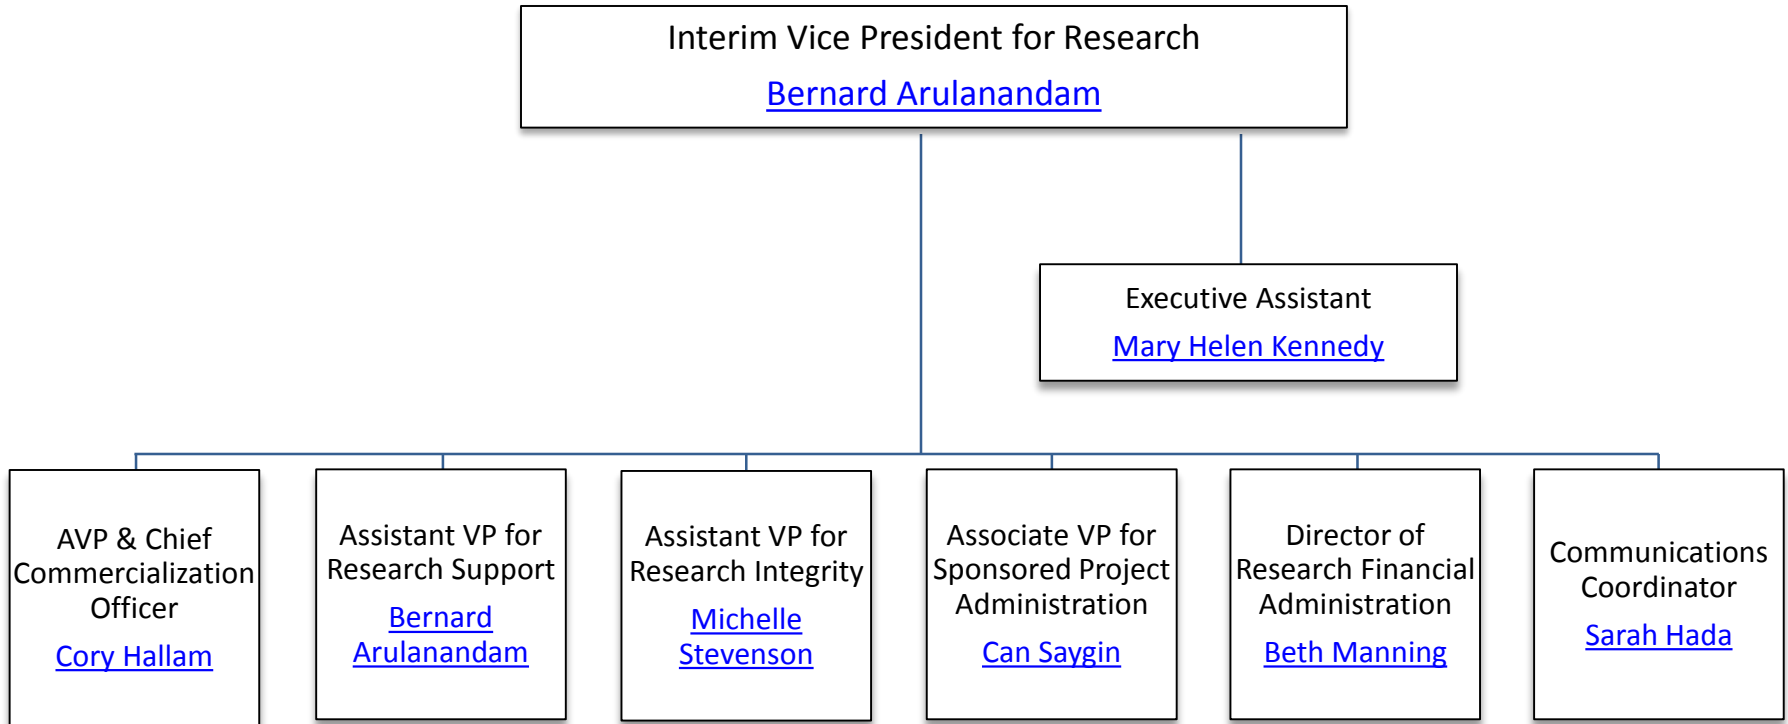 Interim Vice President for Research
Bernard Arulanandam
Executive Assistant
Mary Helen Kennedy
AVP & Chief
Commercialization
Officer
Cory Hallam
Assistant VP for
Research Support
Bernard
Arulanandam
Assistant VP for
Research Integrity
Michelle
Stevenson
Associate VP for
Sponsored Project
Administration
Can Saygin
Director of
Research Financial
Administration
Beth Manning
Communications
Coordinator
Sarah Hada